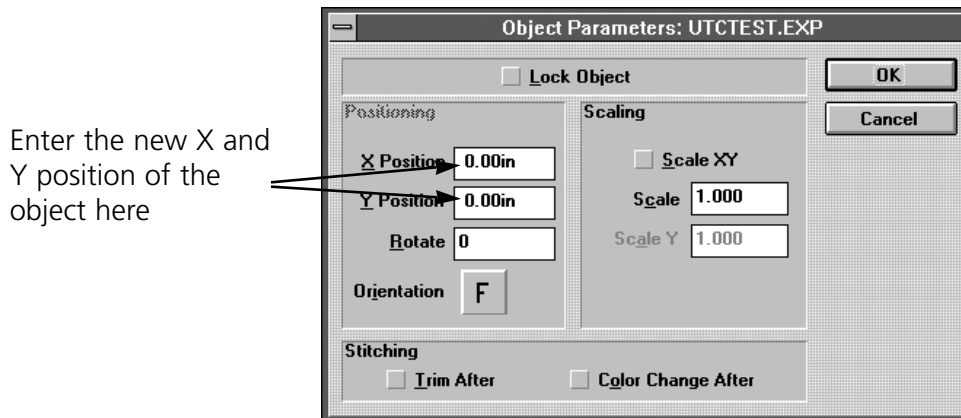 Object Parameters: UTCTEST.EXP
Lock Object
OK
Cancel
Enter the new X and
Y position of the
object here
Positioning
X Position 0.00in
Y Position 0.00in
Rotate 0
Orientation F
Scaling
Scale XY
Scale 1.000
Scale Y 1.000
Stitching
Trim After
Color Change After